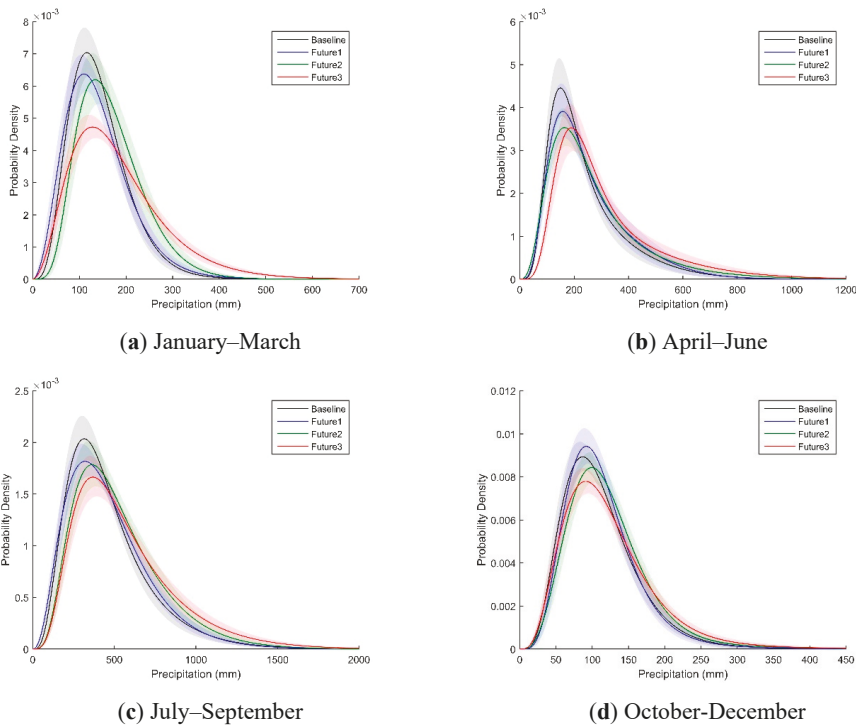 ×10⁻³
8
7
6
5
4
3
2
1
0
Probability Density
0 100 200 300 400 500 600 700
Precipitation (mm)
Baseline
Future1
Future2
Future3
(a) January–March
×10⁻³
6
5
4
3
2
1
0
Probability Density
0 200 400 600 800 1000 1200
Precipitation (mm)
Baseline
Future1
Future2
Future3
(b) April–June
×10⁻³
2.5
2
1.5
1
0.5
0
Probability Density
0 500 1000 1500 2000
Precipitation (mm)
Baseline
Future1
Future2
Future3
(c) July–September
0.012
0.01
0.008
0.006
0.004
0.002
0
Probability Density
0 50 100 150 200 250 300 350 400 450
Precipitation (mm)
Baseline
Future1
Future2
Future3
(d) October-December